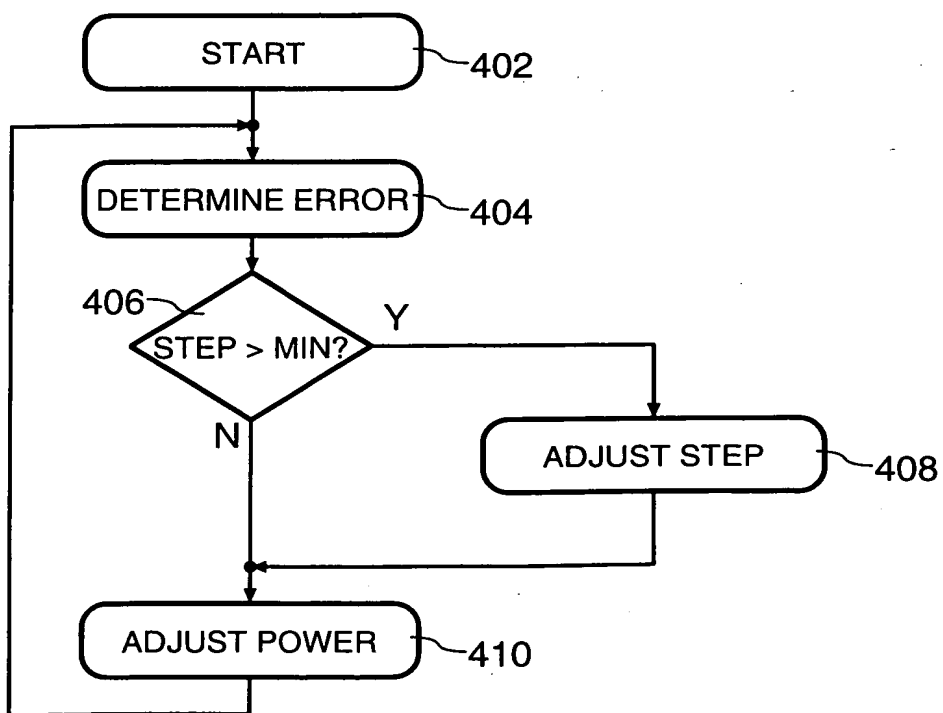 START
402
DETERMINE ERROR
404
406
STEP > MIN?
Y
N
ADJUST STEP
408
ADJUST POWER
410